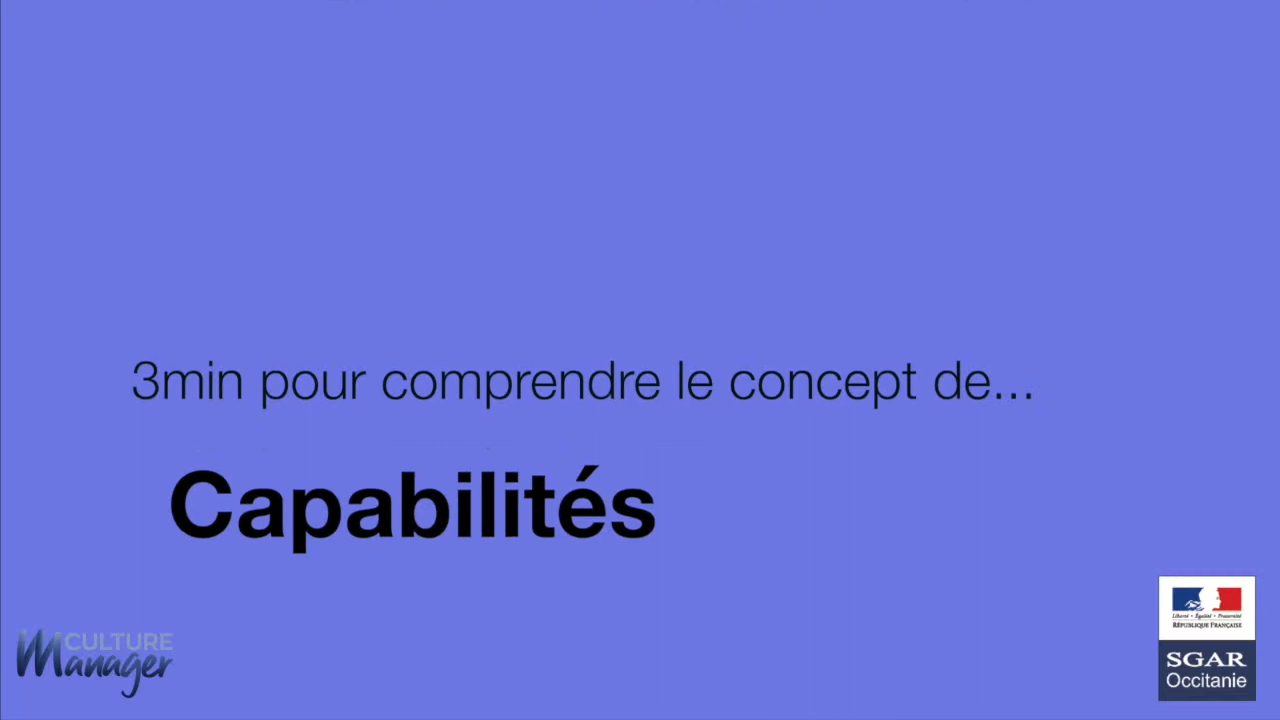 3min pour comprendre le concept de...
Capabilités
CULTURE
Manager
Liberté • Égalité • Fraternité
RÉPUBLIQUE FRANÇAISE
SGAR
Occitanie